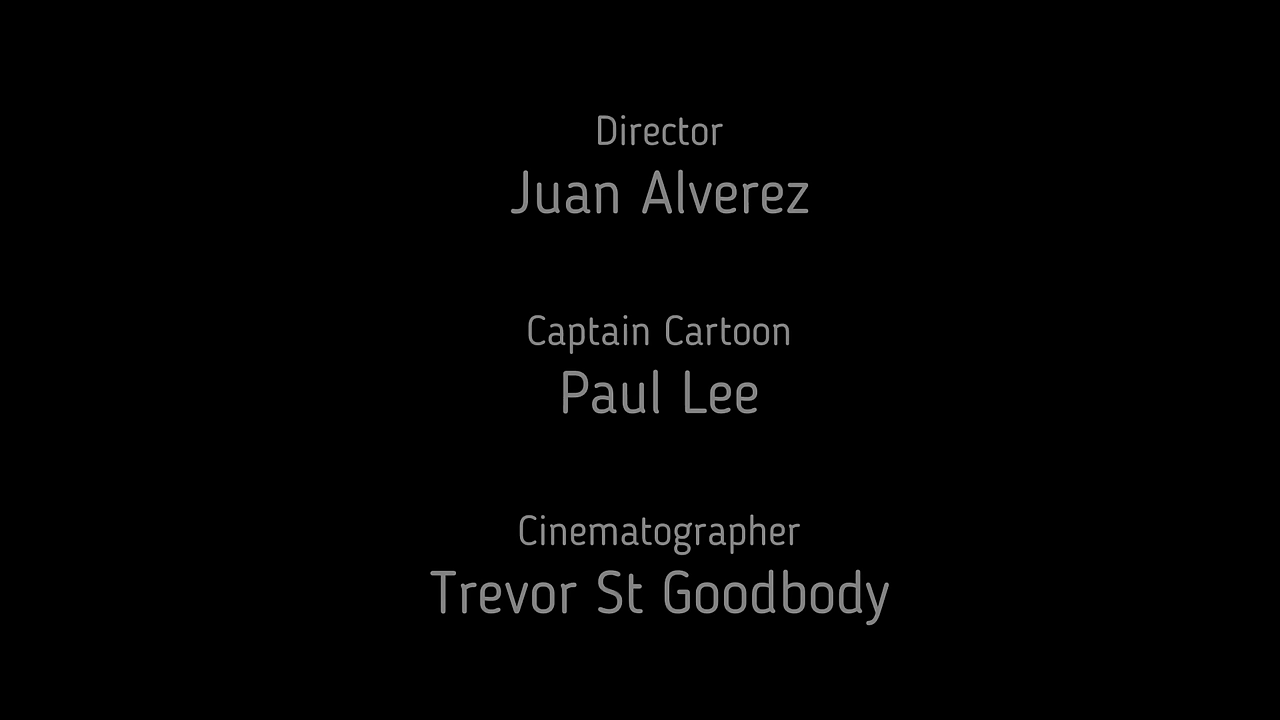 Director
Juan Alverez
Captain Cartoon
Paul Lee
Cinematographer
Trevor St Goodbody